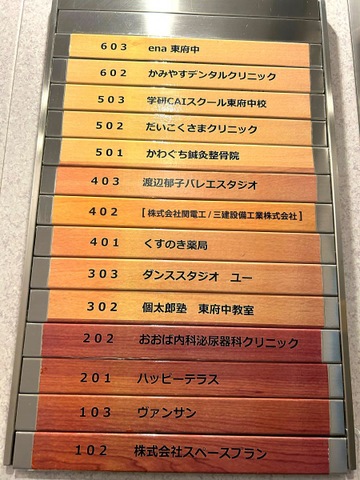 603 ena 東府中
602 かみやすデンタルクリニック
503 学研CAIスクール東府中校
502 だいこくさまクリニック
501 かわぐち鍼灸整骨院
403 渡辺郁子バレエスタジオ
402 [ 株式会社関電工 / 三建設備工業株式会社 ]
401 くすのき薬局
303 ダンススタジオ ユー
302 個太郎塾 東府中教室
202 おおば内科泌尿器科クリニック
201 ハッピーテラス
103 ヴァンサン
102 株式会社スペースプラン